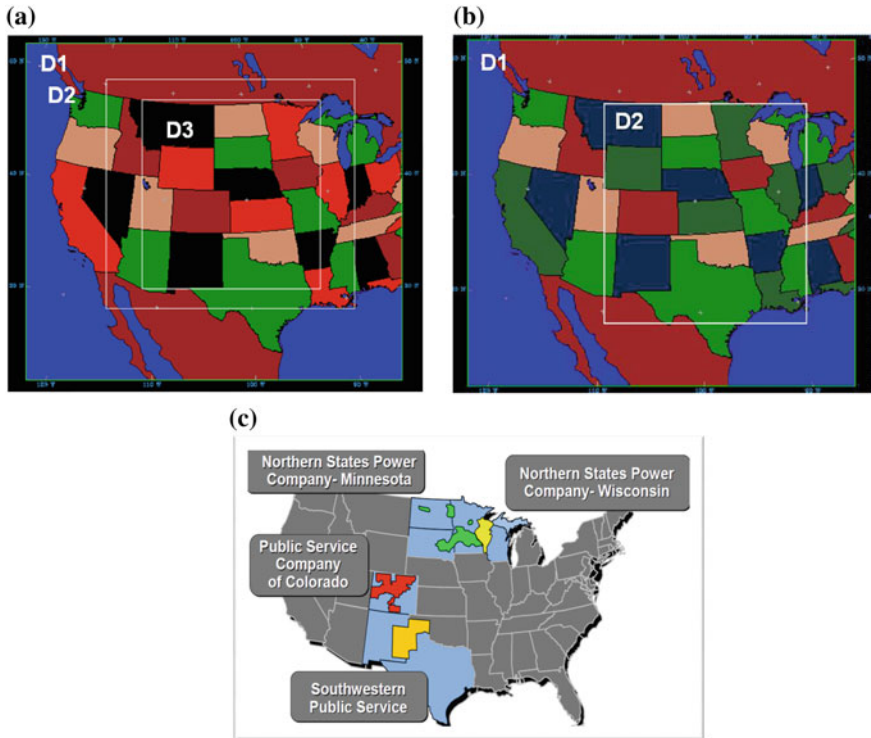 (a)
(b)
D1
D2
D3
D1
D2
(c)
Northern States Power
Company- Minnesota
Northern States Power
Company- Wisconsin
Public Service
Company
of Colorado
Southwestern
Public Service